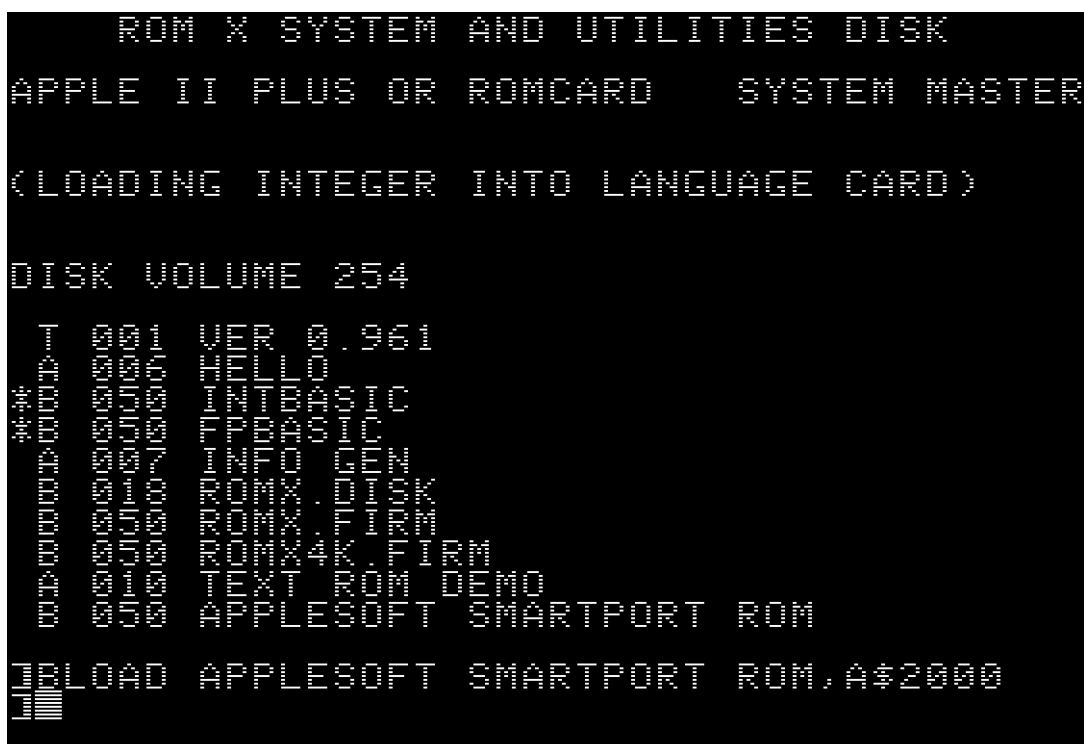 ROM X SYSTEM AND UTILITIES DISK
APPLE II PLUS OR ROMCARD SYSTEM MASTER
(LOADING INTEGER INTO LANGUAGE CARD)
DISK VOLUME 254
T 001 VER 0.961
A 006 HELLO
*B 050 INTBASIC
*B 050 FPBASIC
A 007 INFO GEN
B 018 ROMX.DISK
B 050 ROMX.FIRM
B 050 ROMX4K.FIRM
A 010 TEXT ROM DEMO
B 050 APPLESOFT SMARTPORT ROM
]BLOAD APPLESOFT SMARTPORT ROM,A$2000
]